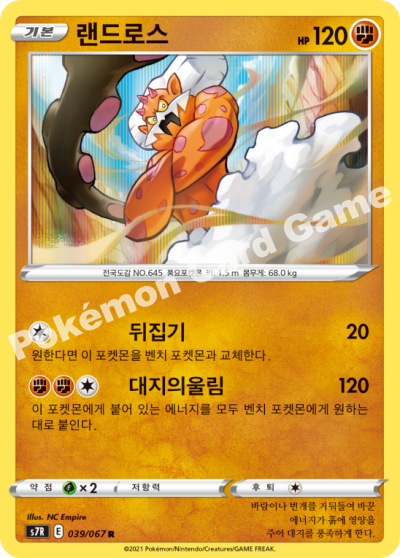 기본 랜드로스 HP 120
전국도감 NO.645 풍요포켓몬 키: 1.5 m 몸무게: 68.0 kg
뒤집기 20
원한다면 이 포켓몬을 벤치 포켓몬과 교체한다.
대지의울림 120
이 포켓몬에게 붙어 있는 에너지를 모두 벤치 포켓몬에게 원하는
대로 붙인다.
약점 ×2 저항력 후퇴
Illus. NC Empire
s7R E 039/067 R
바람이나 번개를 거둬들여 바꾼
에너지가 흙에 영양을
주어 대지를 풍족하게 한다.
©2021 Pokémon/Nintendo/Creatures/GAME FREAK.
Pokémon Card Game